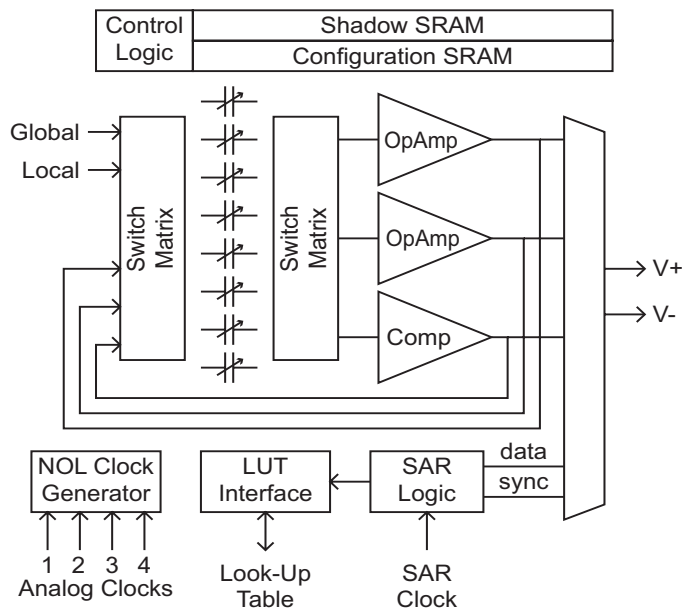 Control
Logic
Shadow SRAM
Configuration SRAM
Global
Local
Switch
Matrix
Switch
Matrix
OpAmp
OpAmp
Comp
V+
V-
NOL Clock
Generator
LUT
Interface
SAR
Logic
data
sync
1 2 3 4
Analog Clocks
Look-Up
Table
SAR
Clock